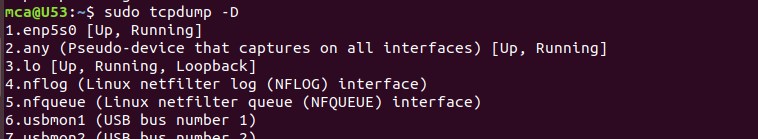 mca@U53:~$ sudo tcpdump -D
1.enp5s0 [Up, Running]
2.any (Pseudo-device that captures on all interfaces) [Up, Running]
3.lo [Up, Running, Loopback]
4.nflog (Linux netfilter log (NFLOG) interface)
5.nfqueue (Linux netfilter queue (NFQUEUE) interface)
6.usbmon1 (USB bus number 1)
7.usbmon2 (USB bus number 2)